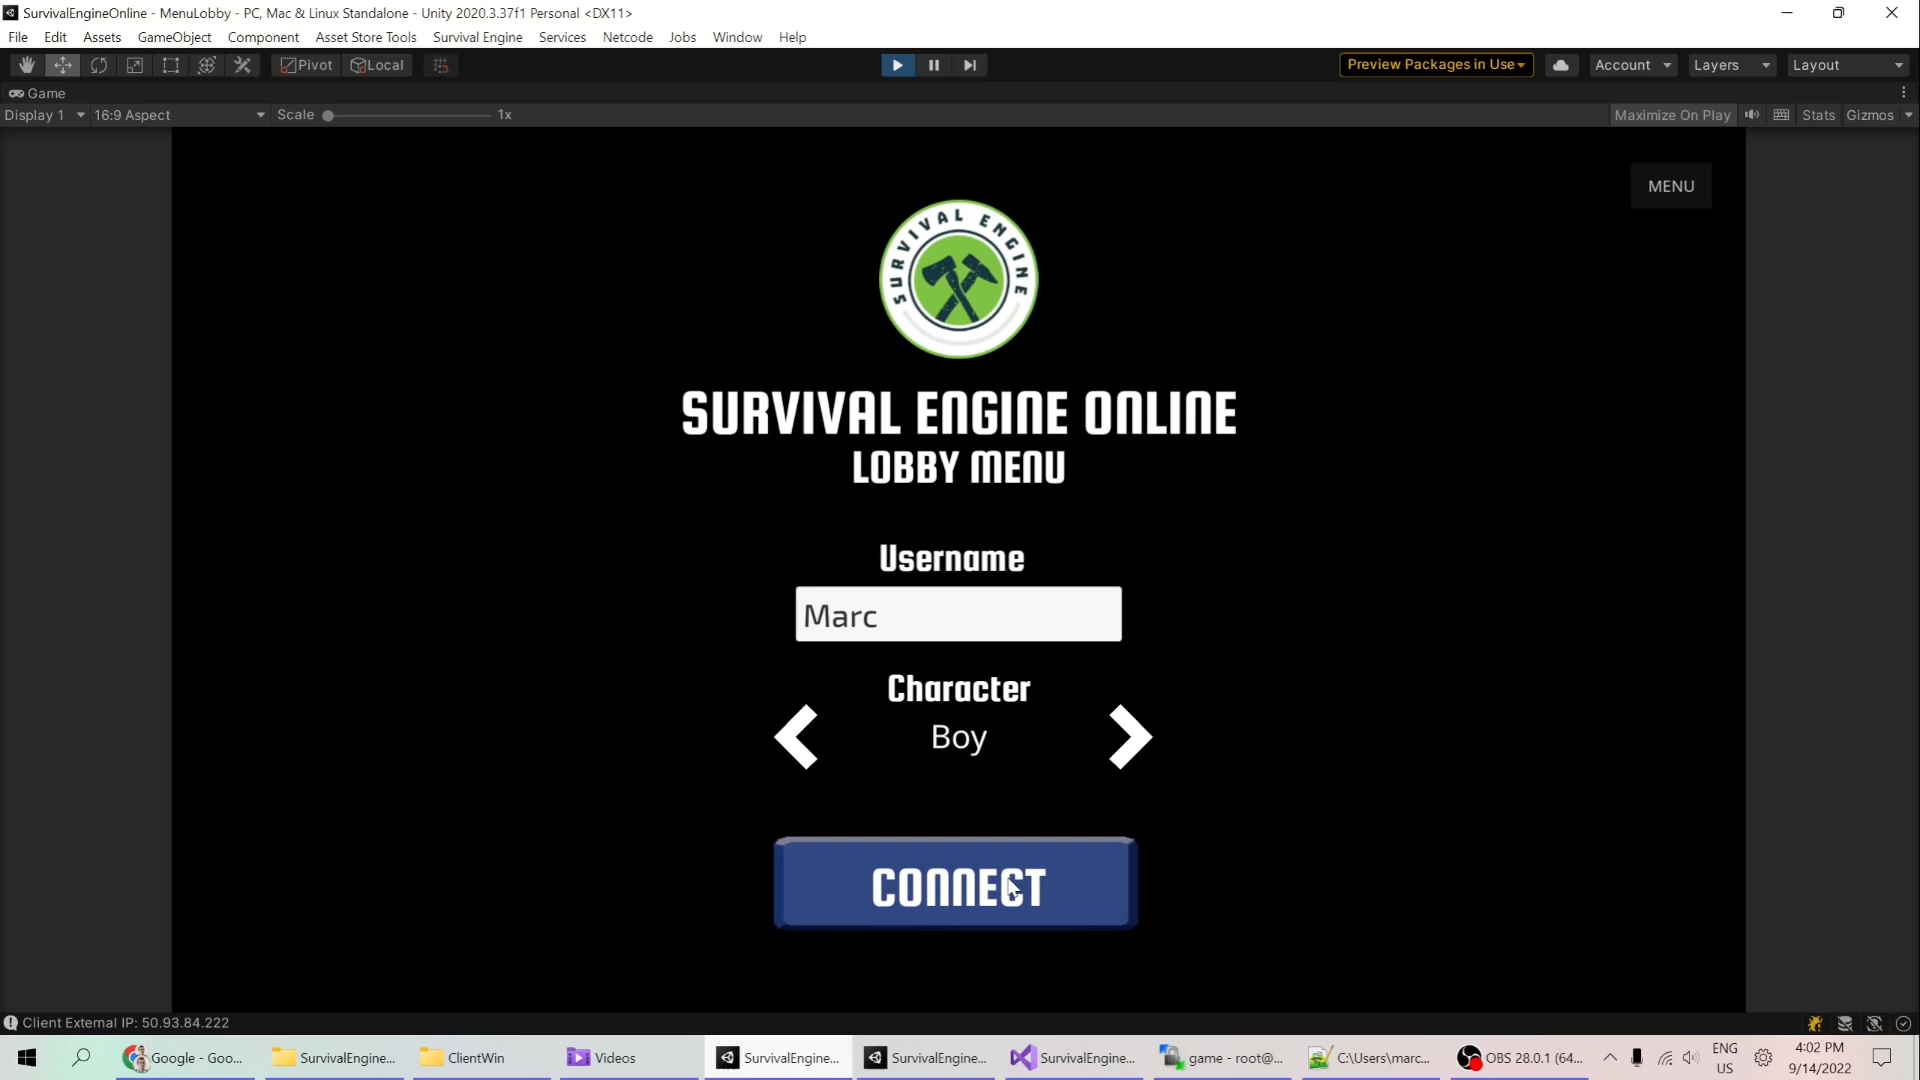 SurvivalEngineOnline - MenuLobby - PC, Mac & Linux Standalone - Unity 2020.3.37f1 Personal <DX11>
File Edit Assets GameObject Component Asset Store Tools Survival Engine Services Netcode Jobs Window Help
Pivot Local Preview Packages in Use Account Layers Layout
Game
Display 1 16:9 Aspect Scale 1x Maximize On Play Stats Gizmos
MENU
SURVIVAL ENGINE
SURVIVAL ENGINE ONLINE
LOBBY MENU
Username
Marc
Character
Boy
CONNECT
Client External IP: 50.93.84.222
Google - Goo... SurvivalEngine... ClientWin Videos SurvivalEngine... SurvivalEngine... SurvivalEngine... game - root@... C:\Users\marc... OBS 28.0.1 (64... ENG US 4:02 PM 9/14/2022